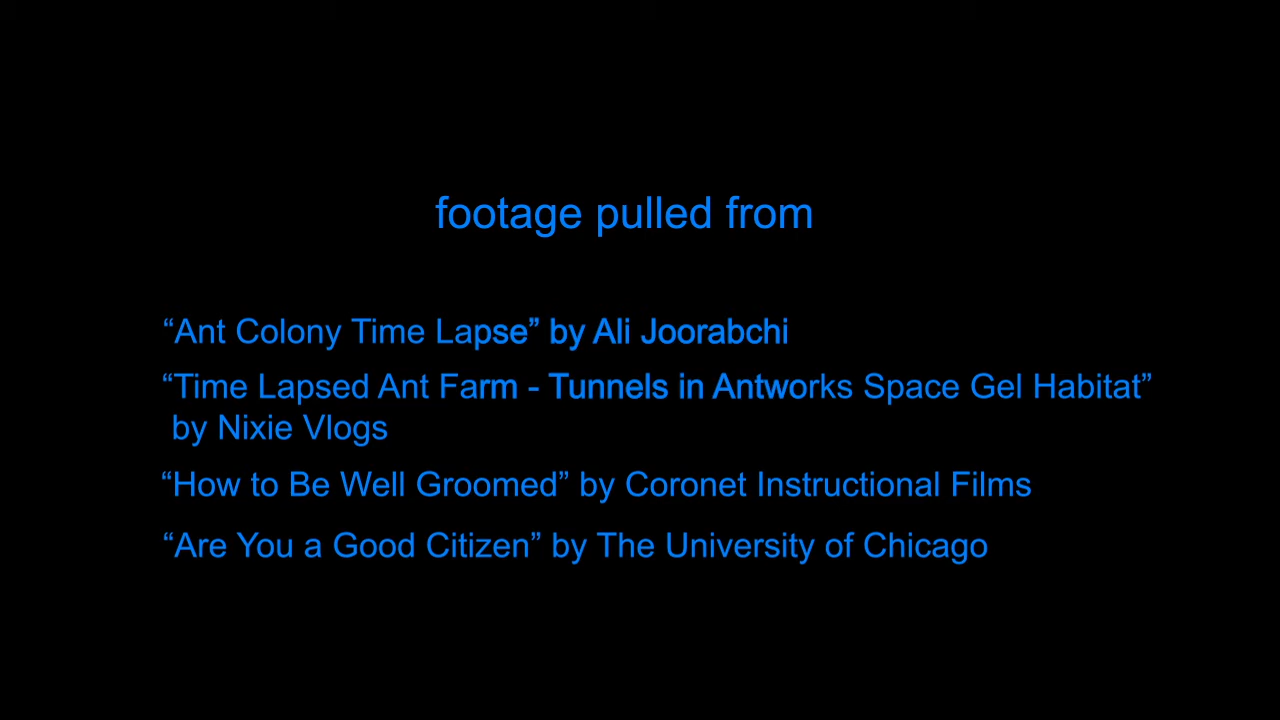 footage pulled from
“Ant Colony Time Lapse” by Ali Joorabchi
“Time Lapsed Ant Farm - Tunnels in Antworks Space Gel Habitat”
by Nixie Vlogs
“How to Be Well Groomed” by Coronet Instructional Films
“Are You a Good Citizen” by The University of Chicago